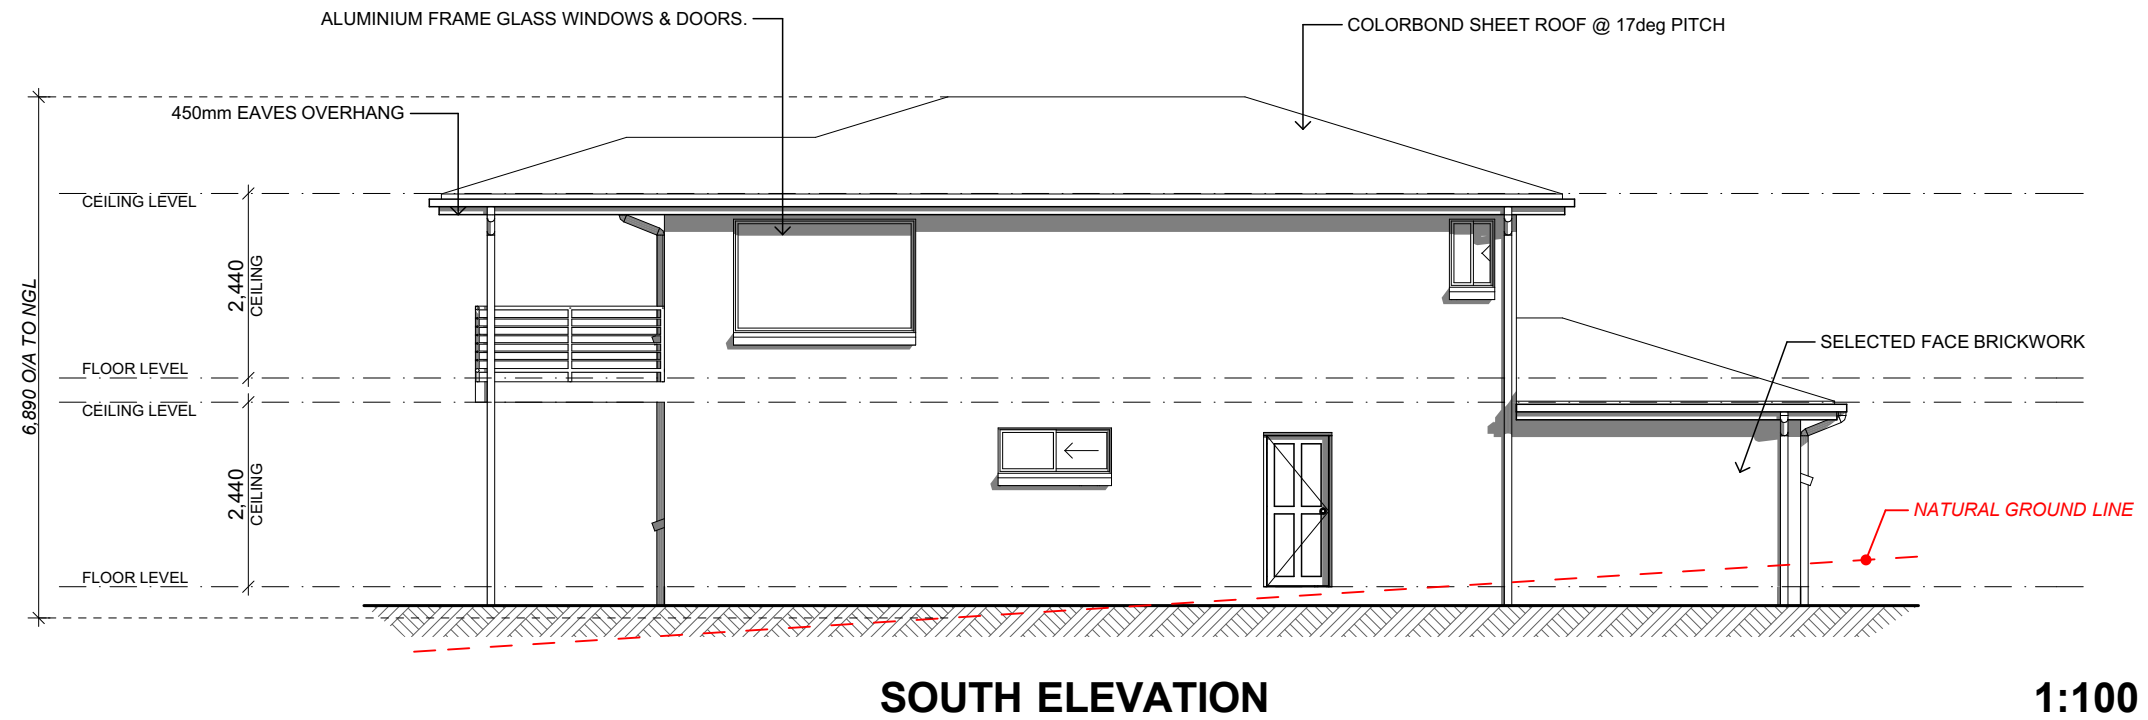 ALUMINIUM FRAME GLASS WINDOWS & DOORS.
COLORBOND SHEET ROOF @ 17deg PITCH
450mm EAVES OVERHANG
CEILING LEVEL
2,440
CEILING
6,890 O/A TO NGL
SELECTED FACE BRICKWORK
FLOOR LEVEL
CEILING LEVEL
2,440
CEILING
NATURAL GROUND LINE
FLOOR LEVEL
SOUTH ELEVATION
1:100